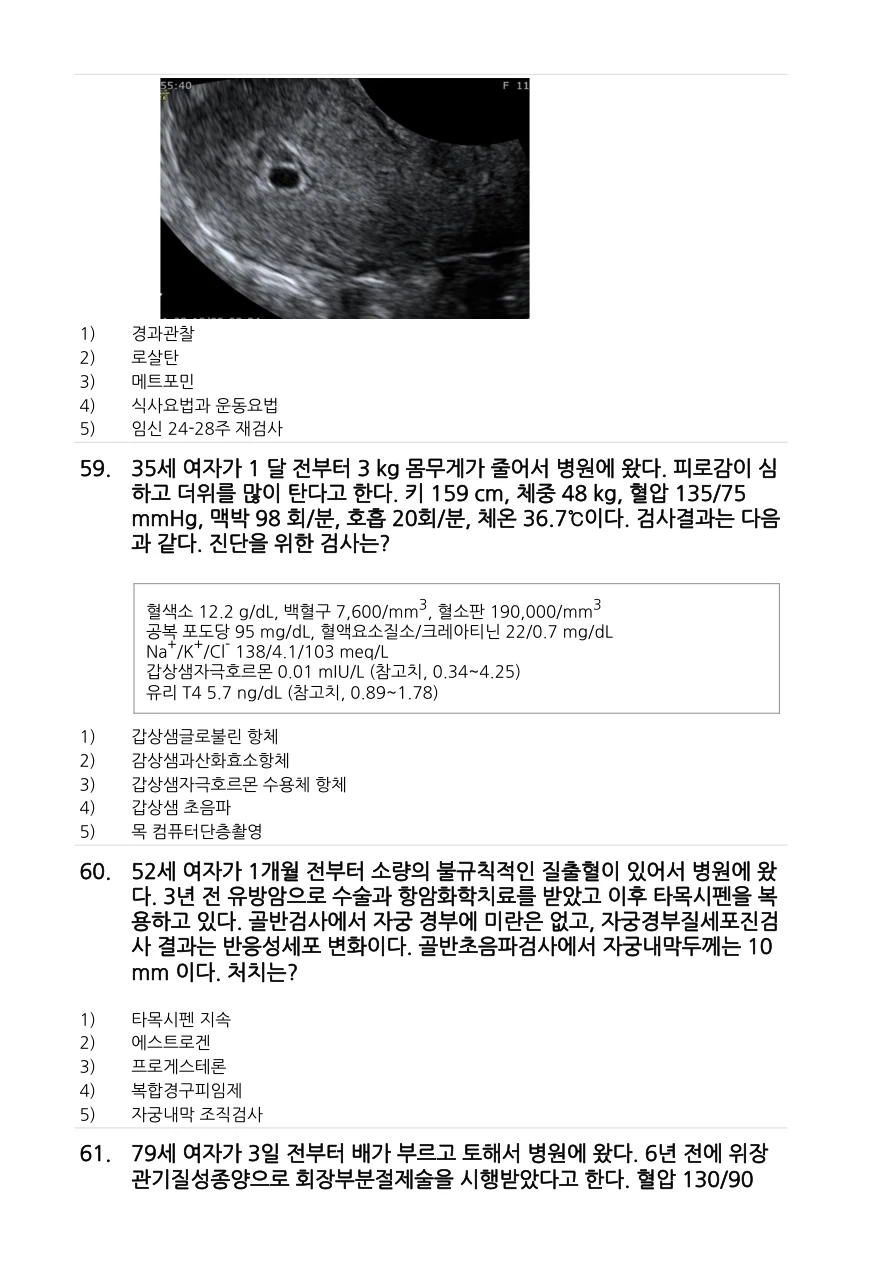 55:40
F 11
1) 경과관찰
2) 로살탄
3) 메트포민
4) 식사요법과 운동요법
5) 임신 24-28주 재검사
59. 35세 여자가 1 달 전부터 3 kg 몸무게가 줄어서 병원에 왔다. 피로감이 심
하고 더위를 많이 탄다고 한다. 키 159 cm, 체중 48 kg, 혈압 135/75
mmHg, 맥박 98 회/분, 호흡 20회/분, 체온 36.7℃이다. 검사결과는 다음
과 같다. 진단을 위한 검사는?
혈색소 12.2 g/dL, 백혈구 7,600/mm³, 혈소판 190,000/mm³
공복 포도당 95 mg/dL, 혈액요소질소/크레아티닌 22/0.7 mg/dL
Na⁺/K⁺/Cl⁻ 138/4.1/103 meq/L
갑상샘자극호르몬 0.01 mIU/L (참고치, 0.34~4.25)
유리 T4 5.7 ng/dL (참고치, 0.89~1.78)
1) 갑상샘글로불린 항체
2) 감상샘과산화효소항체
3) 갑상샘자극호르몬 수용체 항체
4) 갑상샘 초음파
5) 목 컴퓨터단층촬영
60. 52세 여자가 1개월 전부터 소량의 불규칙적인 질출혈이 있어서 병원에 왔
다. 3년 전 유방암으로 수술과 항암화학치료를 받았고 이후 타목시펜을 복
용하고 있다. 골반검사에서 자궁 경부에 미란은 없고, 자궁경부질세포진검
사 결과는 반응성세포 변화이다. 골반초음파검사에서 자궁내막두께는 10
mm 이다. 처치는?
1) 타목시펜 지속
2) 에스트로겐
3) 프로게스테론
4) 복합경구피임제
5) 자궁내막 조직검사
61. 79세 여자가 3일 전부터 배가 부르고 토해서 병원에 왔다. 6년 전에 위장
관기질성종양으로 회장부분절제술을 시행받았다고 한다. 혈압 130/90